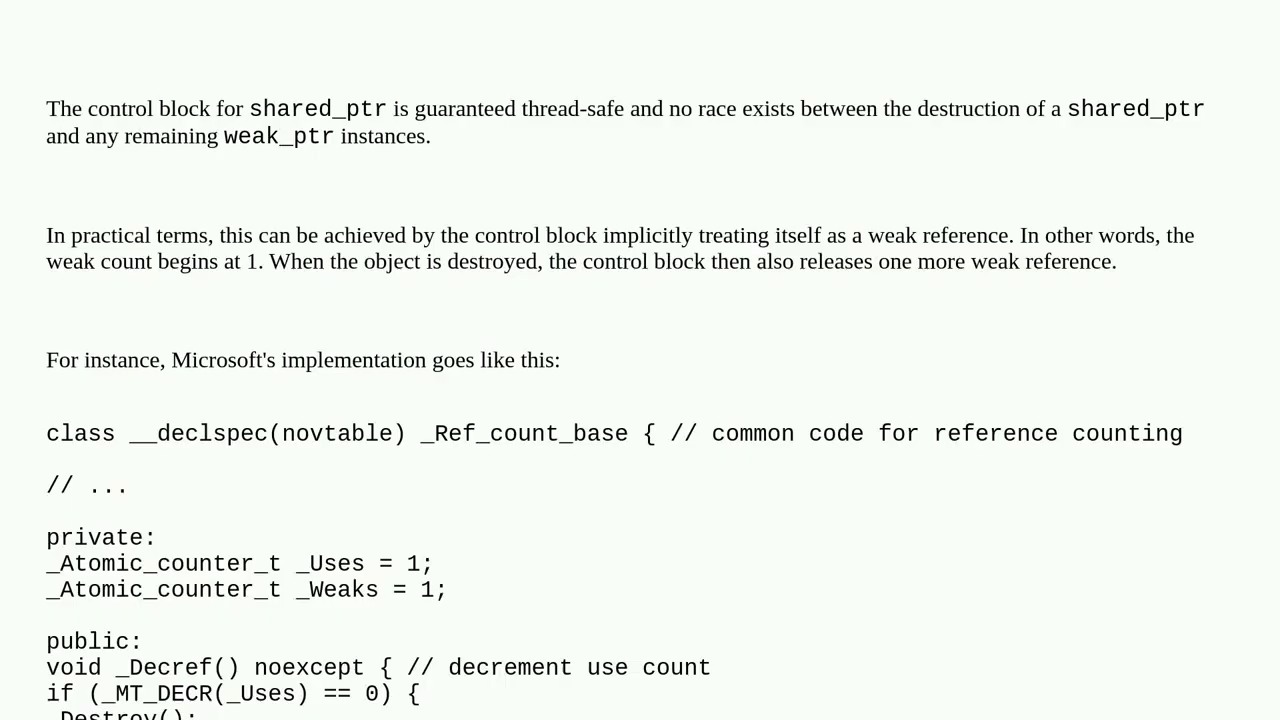 The control block for shared_ptr is guaranteed thread-safe and no race exists between the destruction of a shared_ptr
and any remaining weak_ptr instances.
In practical terms, this can be achieved by the control block implicitly treating itself as a weak reference. In other words, the
weak count begins at 1. When the object is destroyed, the control block then also releases one more weak reference.
For instance, Microsoft's implementation goes like this:
class __declspec(novtable) _Ref_count_base { // common code for reference counting
// ...
private:
_Atomic_counter_t _Uses = 1;
_Atomic_counter_t _Weaks = 1;
public:
void _Decref() noexcept { // decrement use count
if (_MT_DECR(_Uses) == 0) {
_Destroy();